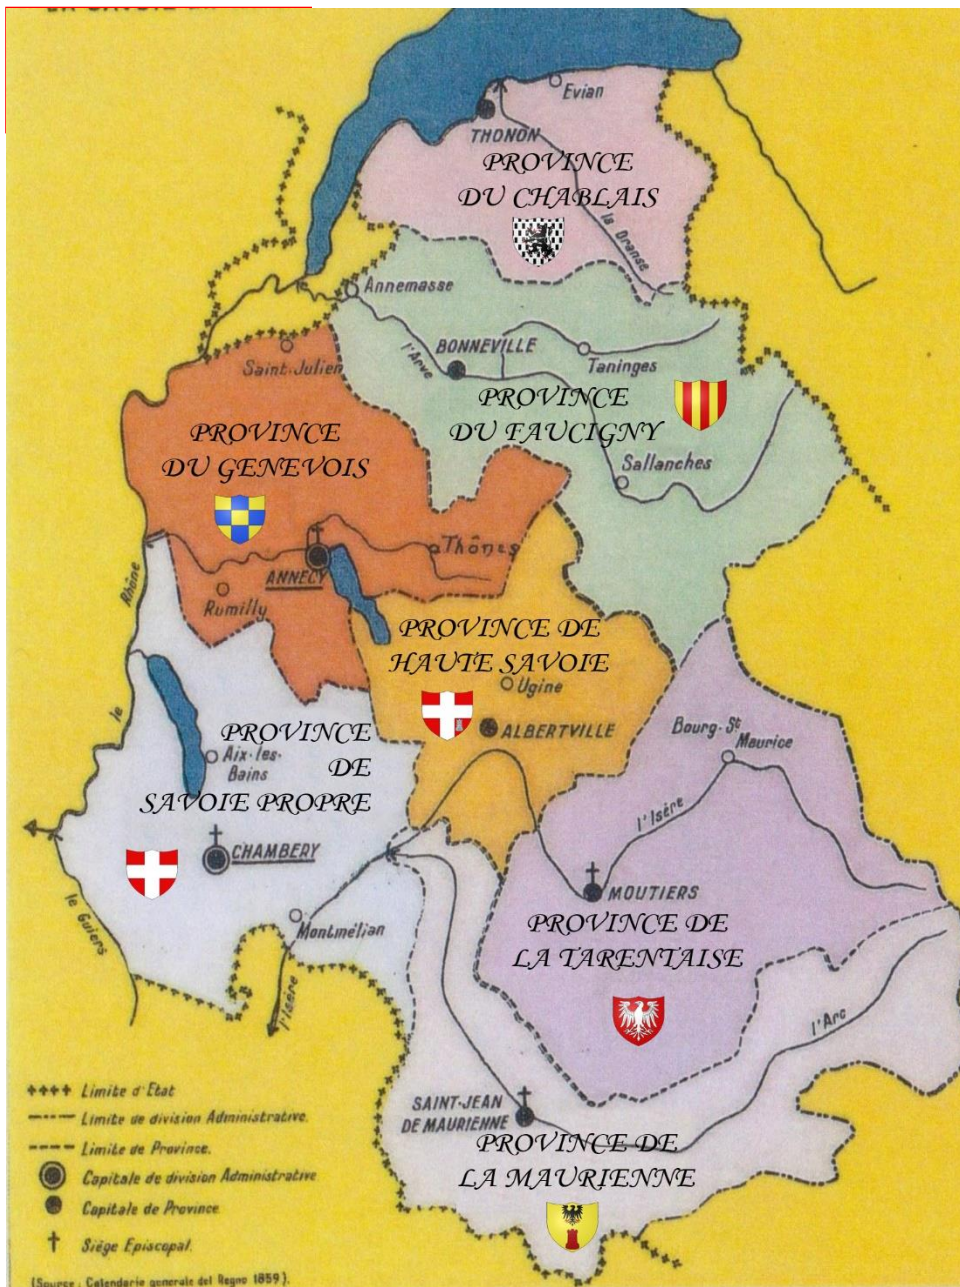 LA SAVOIE
Evian
THONON
PROVINCE
DU CHABLAIS
la Dranse
Annemasse
BONNEVILLE
l'Arve
Taninges
Saint-Julien
PROVINCE
DU FAUCIGNY
PROVINCE
DU GENEVOIS
Sallanches
Thônes
ANNECY
Rumilly
le Rhône
PROVINCE DE
HAUTE SAVOIE
Ugine
ALBERTVILLE
PROVINCE
DE
SAVOIE PROPRE
Aix-les-
Bains
Bourg-St
Maurice
l'Isère
CHAMBERY
MOUTIERS
le Guiers
Montmélian
l'Isère
PROVINCE DE
LA TARENTAISE
l'Arc
SAINT-JEAN
DE MAURIENNE
PROVINCE DE
LA MAURIENNE
Limite d'Etat
Limite de division Administrative.
Limite de Province.
Capitale de division Administrative
Capitale de Province
Siège Episcopal.
(Source : Calendario generale del Regno 1859).